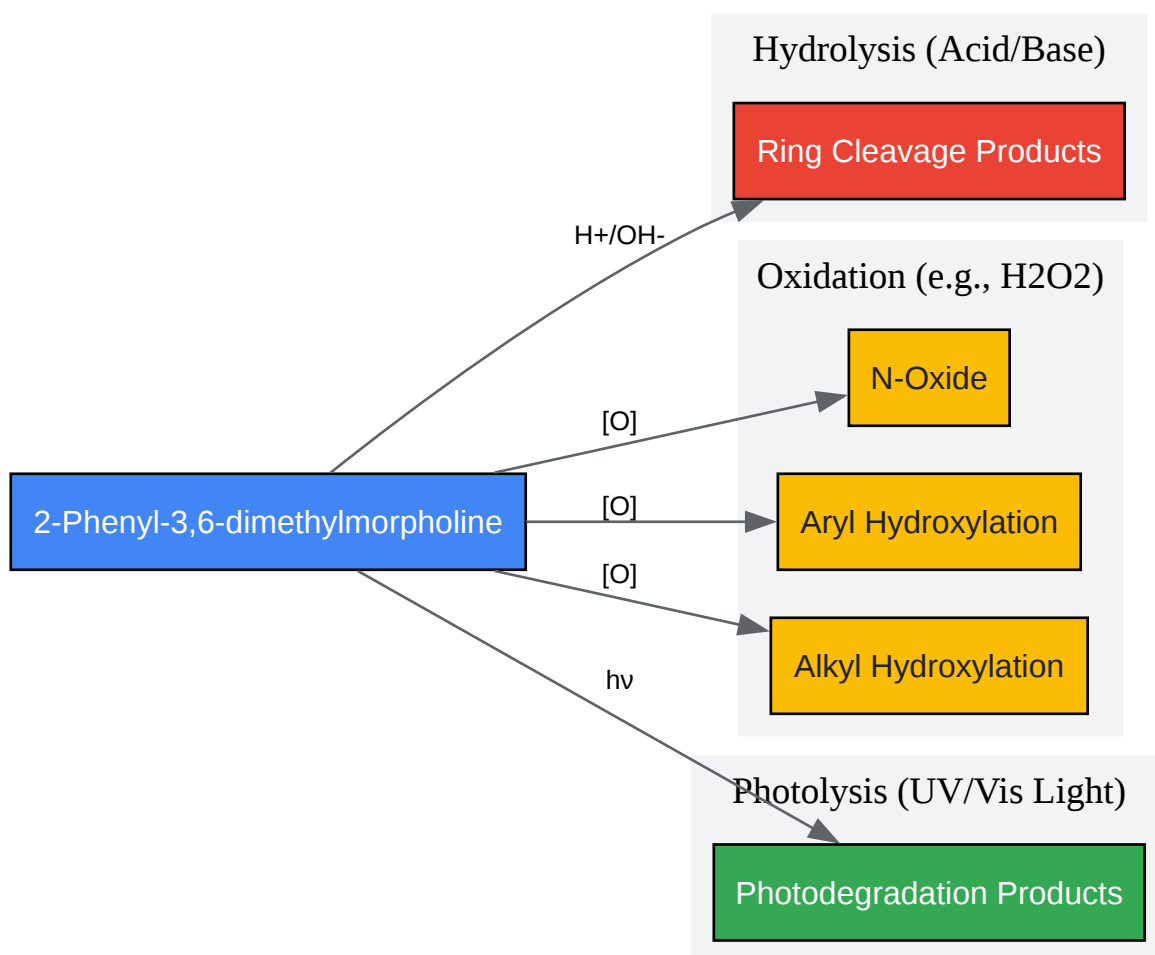 Hydrolysis (Acid/Base)
Ring Cleavage Products
H+/OH-
Oxidation (e.g., H2O2)
N-Oxide
[O]
2-Phenyl-3,6-dimethylmorpholine
[O]
Aryl Hydroxylation
[O]
Alkyl Hydroxylation
hν
Photolysis (UV/Vis Light)
Photodegradation Products